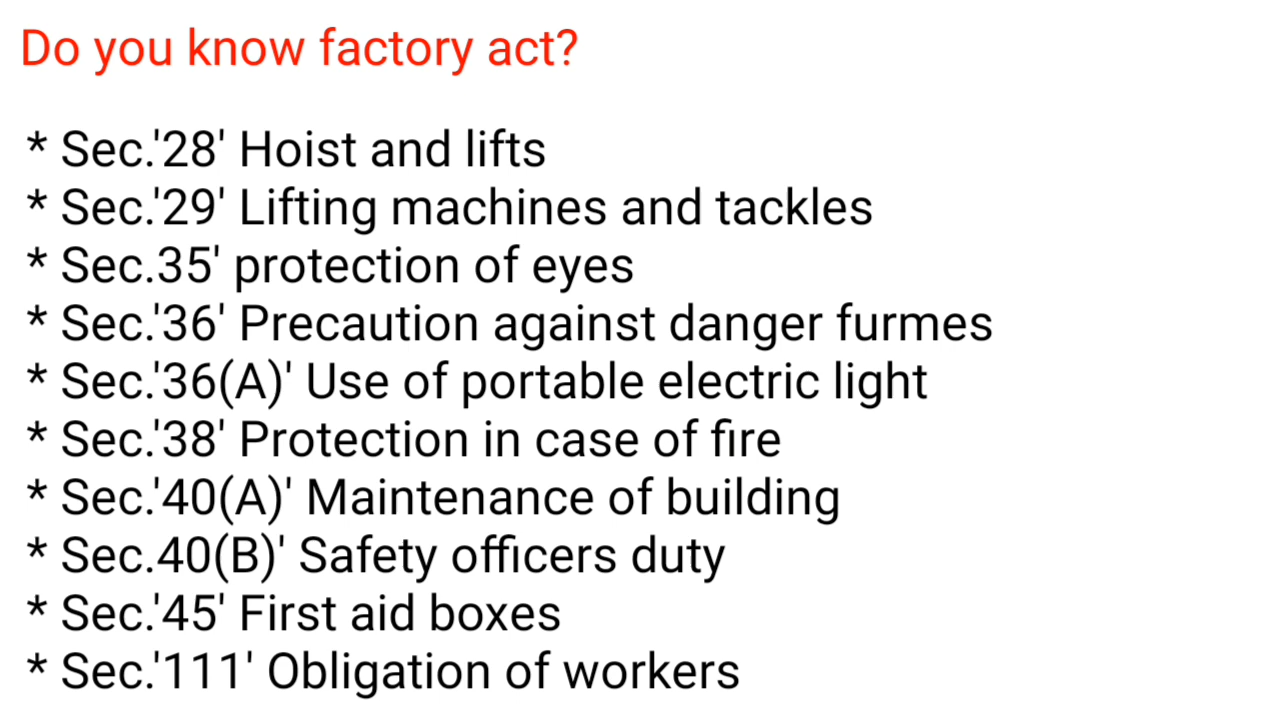 Do you know factory act?
* Sec.'28' Hoist and lifts
* Sec.'29' Lifting machines and tackles
* Sec.35' protection of eyes
* Sec.'36' Precaution against danger furmes
* Sec.'36(A)' Use of portable electric light
* Sec.'38' Protection in case of fire
* Sec.'40(A)' Maintenance of building
* Sec.40(B)' Safety officers duty
* Sec.'45' First aid boxes
* Sec.'111' Obligation of workers